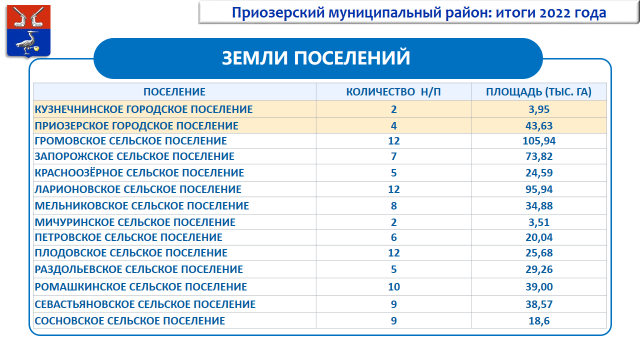 Приозерский муниципальный район: итоги 2022 года
ЗЕМЛИ ПОСЕЛЕНИЙ
ПОСЕЛЕНИЕ КОЛИЧЕСТВО Н/П ПЛОЩАДЬ (ТЫС. ГА)
КУЗНЕЧНИНСКОЕ ГОРОДСКОЕ ПОСЕЛЕНИЕ 2 3,95
ПРИОЗЕРСКОЕ ГОРОДСКОЕ ПОСЕЛЕНИЕ 4 43,63
ГРОМОВСКОЕ СЕЛЬСКОЕ ПОСЕЛЕНИЕ 12 105,94
ЗАПОРОЖСКОЕ СЕЛЬСКОЕ ПОСЕЛЕНИЕ 7 73,82
КРАСНООЗЁРНОЕ СЕЛЬСКОЕ ПОСЕЛЕНИЕ 5 24,59
ЛАРИОНОВСКОЕ СЕЛЬСКОЕ ПОСЕЛЕНИЕ 12 95,94
МЕЛЬНИКОВСКОЕ СЕЛЬСКОЕ ПОСЕЛЕНИЕ 8 34,88
МИЧУРИНСКОЕ СЕЛЬСКОЕ ПОСЕЛЕНИЕ 2 3,51
ПЕТРОВСКОЕ СЕЛЬСКОЕ ПОСЕЛЕНИЕ 6 20,04
ПЛОДОВСКОЕ СЕЛЬСКОЕ ПОСЕЛЕНИЕ 12 25,68
РАЗДОЛЬЕВСКОЕ СЕЛЬСКОЕ ПОСЕЛЕНИЕ 5 29,26
РОМАШКИНСКОЕ СЕЛЬСКОЕ ПОСЕЛЕНИЕ 10 39,00
СЕВАСТЬЯНОВСКОЕ СЕЛЬСКОЕ ПОСЕЛЕНИЕ 9 38,57
СОСНОВСКОЕ СЕЛЬСКОЕ ПОСЕЛЕНИЕ 9 18,6